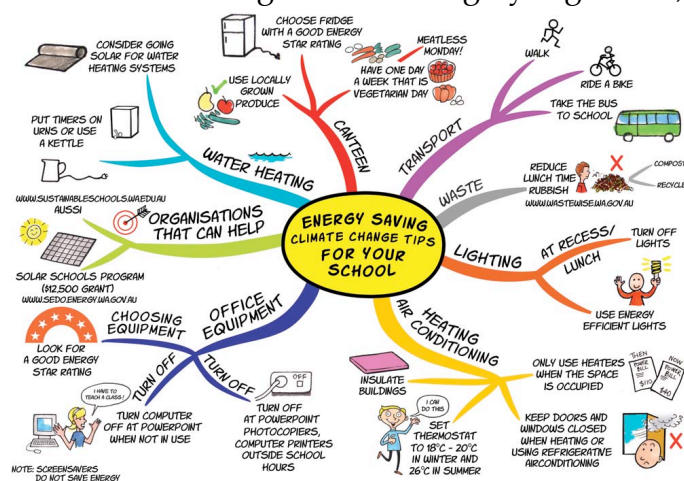 CONSIDER GOING
SOLAR FOR WATER
HEATING SYSTEMS
PUT TIMERS ON
URNS OR USE
A KETTLE
WATER HEATING
CHOOSE FRIDGE
WITH A GOOD ENERGY
STAR RATING
USE LOCALLY
GROWN
PRODUCE
MEATLESS
MONDAY!
HAVE ONE DAY
A WEEK THAT IS
VEGETARIAN DAY
CANTEEN
WALK
RIDE A BIKE
TAKE THE BUS
TO SCHOOL
TRANSPORT
WASTE
REDUCE
LUNCH TIME
RUBBISH
COMPOST
RECYCLE
WWW.WASTEWISE.WA.GOV.AU
ENERGY SAVING
CLIMATE CHANGE TIPS
FOR YOUR
SCHOOL
WWW.SUSTAINABLESCHOOLS.WA.EDU.AU
AUSSI
ORGANISATIONS
THAT CAN HELP
SOLAR SCHOOLS PROGRAM
($12,500 GRANT)
WWW.SEDO.ENERGY.WA.GOV.AU
LIGHTING
AT RECESS/
LUNCH
TURN OFF
LIGHTS
USE ENERGY
EFFICIENT LIGHTS
OFFICE
EQUIPMENT
CHOOSING
EQUIPMENT
LOOK FOR
A GOOD ENERGY
STAR RATING
TURN OFF
I HAVE TO
TEACH A CLASS!
TURN COMPUTER
OFF AT POWERPOINT
WHEN NOT IN USE
NOTE: SCREENSAVERS
DO NOT SAVE ENERGY
TURN OFF
OFF
TURN OFF
AT POWERPOINT
PHOTOCOPIERS,
COMPUTER PRINTERS
OUTSIDE SCHOOL
HOURS
HEATING
AIR CONDITIONING
INSULATE
BUILDINGS
I CAN
DO THIS
SET
THERMOSTAT
TO 18°C - 20°C
IN WINTER AND
26°C IN SUMMER
ONLY USE HEATERS
WHEN THE SPACE
IS OCCUPIED
THEN
POWER
BILL
$110
NOW
POWER
BILL
$40
KEEP DOORS AND
WINDOWS CLOSED
WHEN HEATING OR
USING REFRIGERATIVE
AIRCONDITIONING